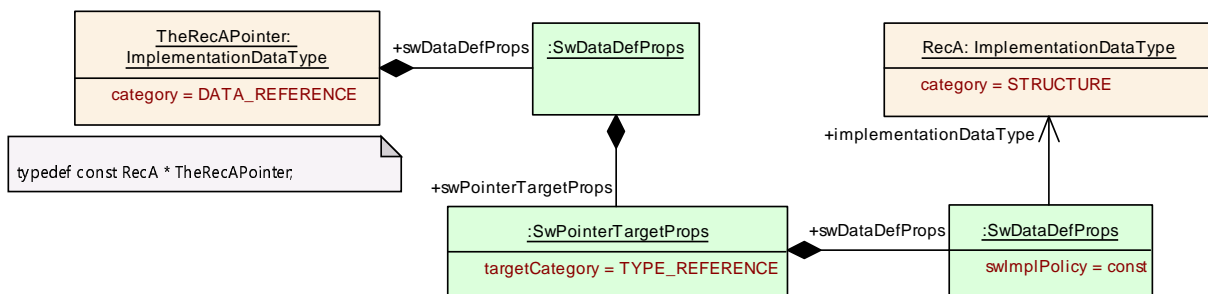 TheRecAPointer:
ImplementationDataType
category = DATA_REFERENCE
+swDataDefProps
:SwDataDefProps
RecA: ImplementationDataType
category = STRUCTURE
+implementationDataType
typedef const RecA * TheRecAPointer;
+swPointerTargetProps
:SwPointerTargetProps
targetCategory = TYPE_REFERENCE
+swDataDefProps
:SwDataDefProps
swImplPolicy = const